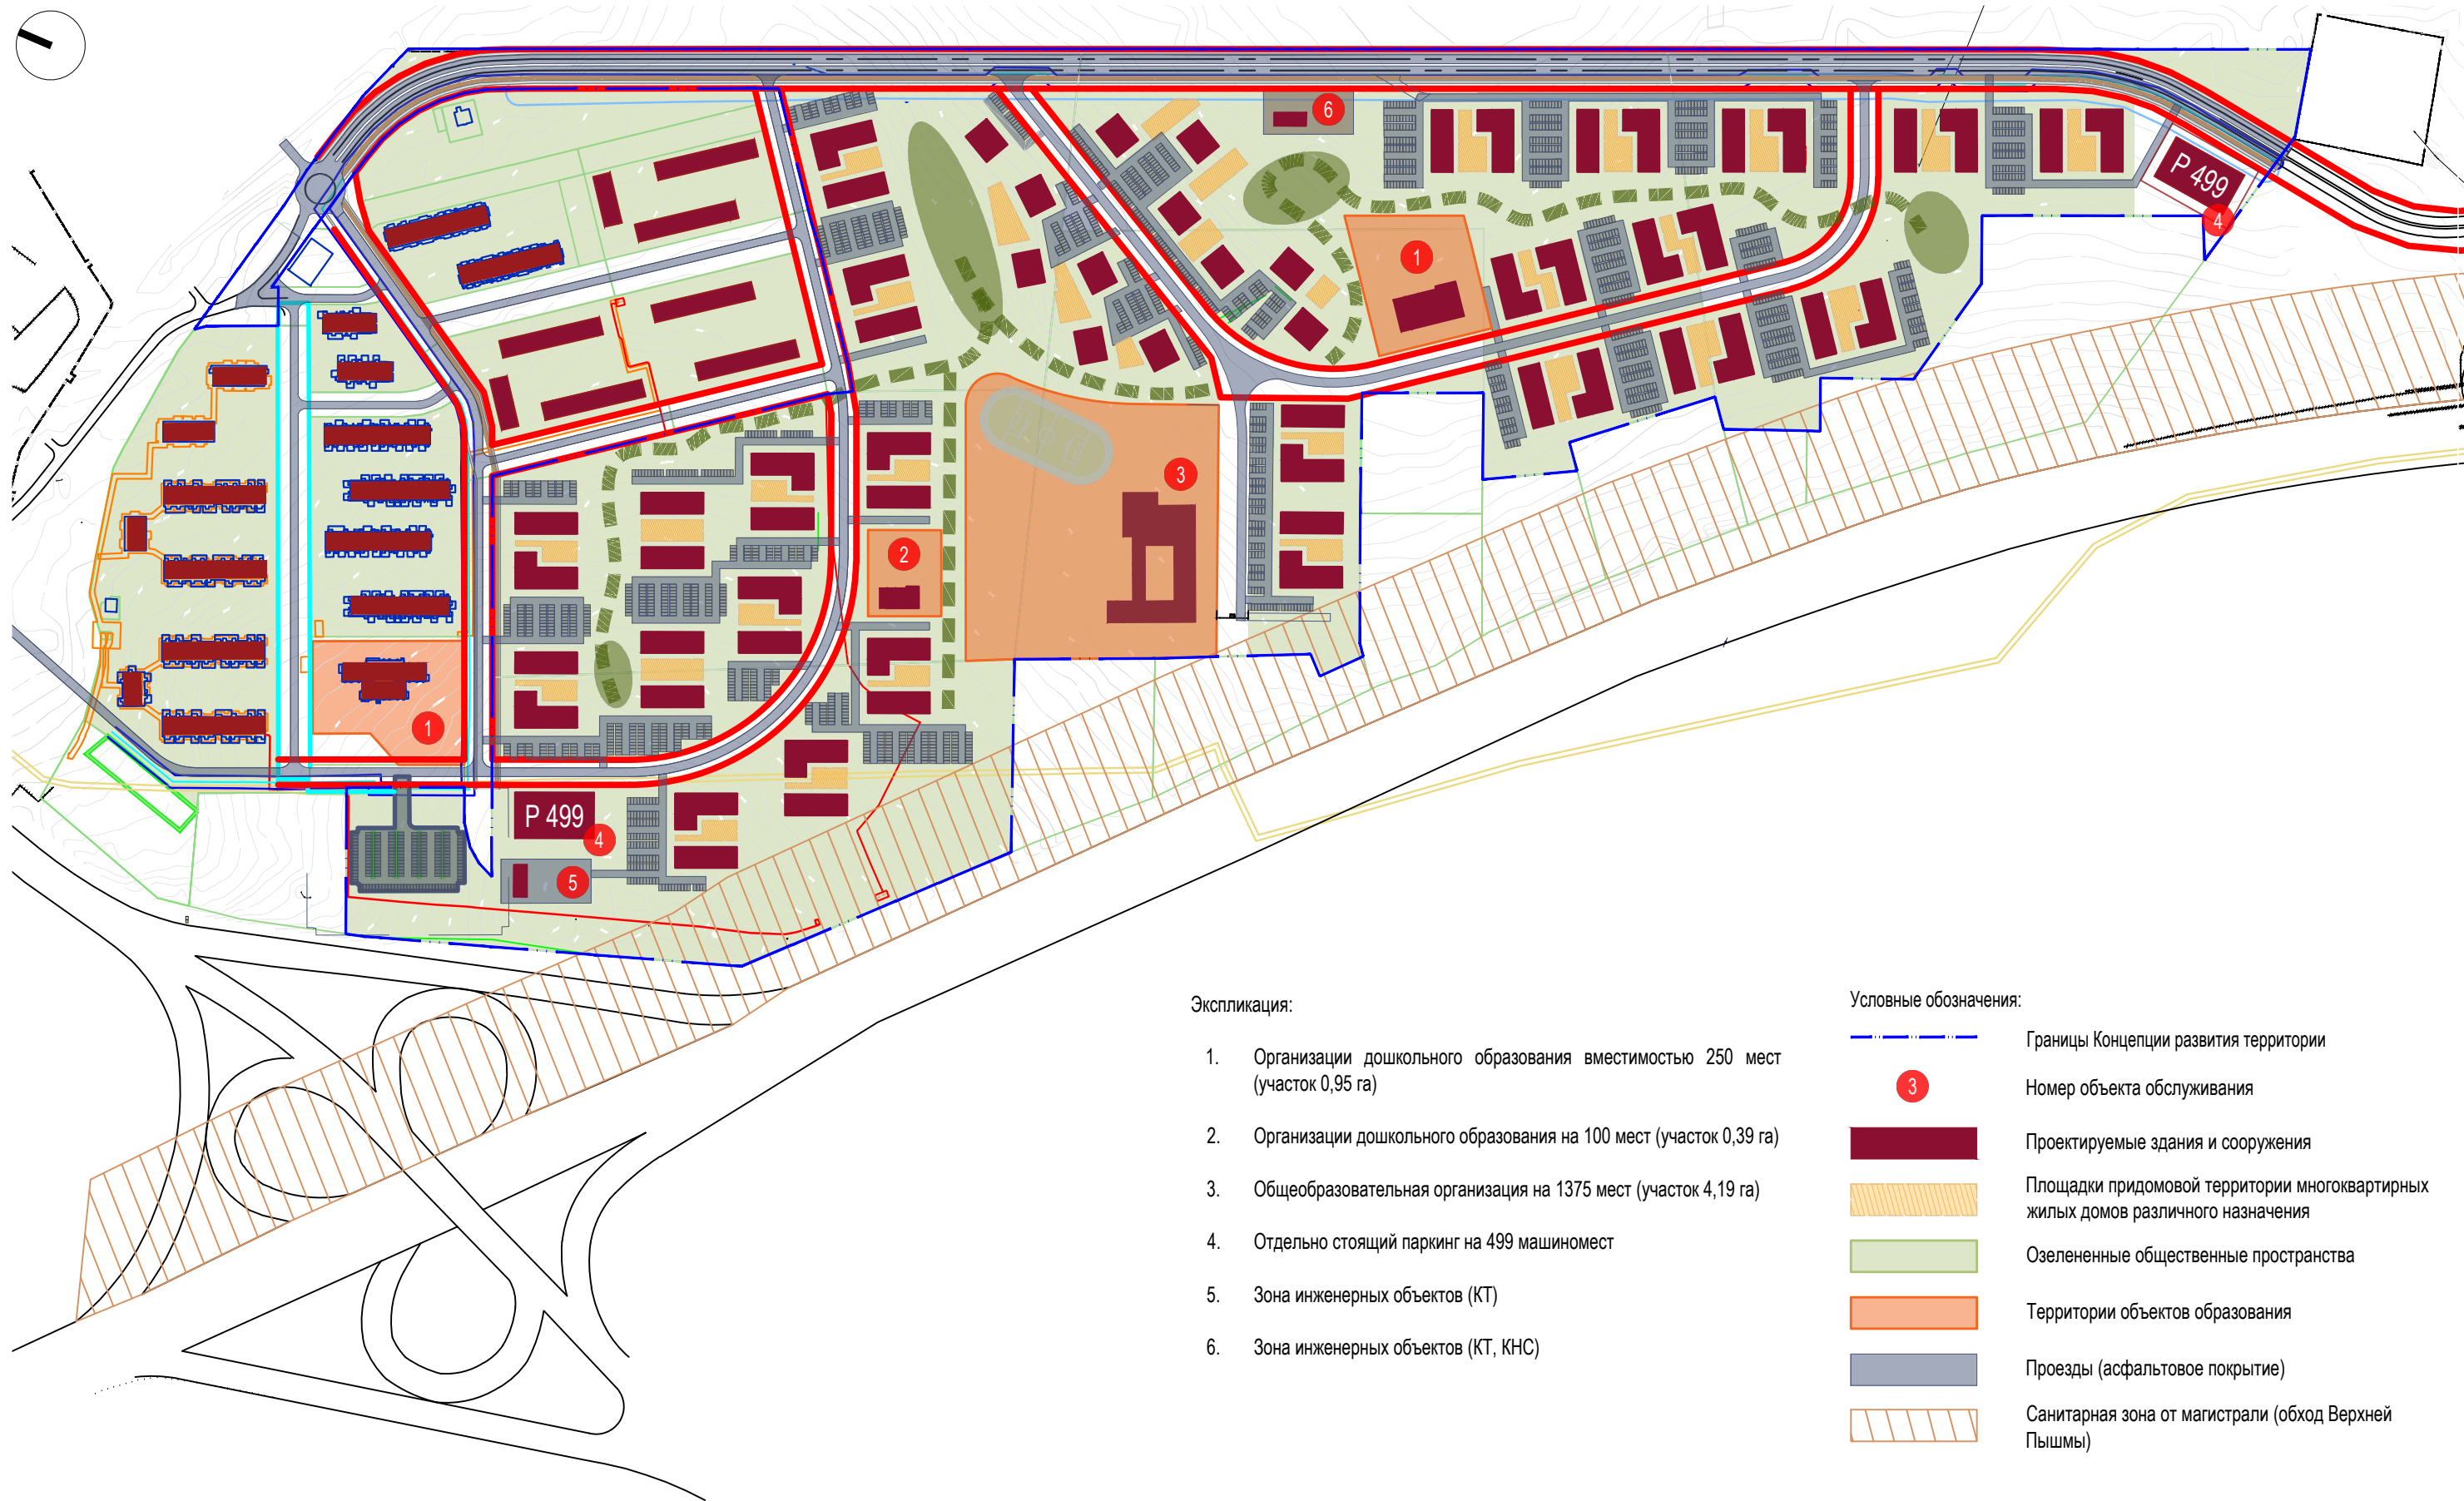 6
P 499
4
1
3
2
1
P 499
4
5
Экспликация:
1. Организации дошкольного образования вместимостью 250 мест
(участок 0,95 га)
2. Организации дошкольного образования на 100 мест (участок 0,39 га)
3. Общеобразовательная организация на 1375 мест (участок 4,19 га)
4. Отдельно стоящий паркинг на 499 машиномест
5. Зона инженерных объектов (КТ)
6. Зона инженерных объектов (КТ, КНС)
Условные обозначения:
Границы Концепции развития территории
3 Номер объекта обслуживания
Проектируемые здания и сооружения
Площадки придомовой территории многоквартирных
жилых домов различного назначения
Озелененные общественные пространства
Территории объектов образования
Проезды (асфальтовое покрытие)
Санитарная зона от магистрали (обход Верхней
Пышмы)